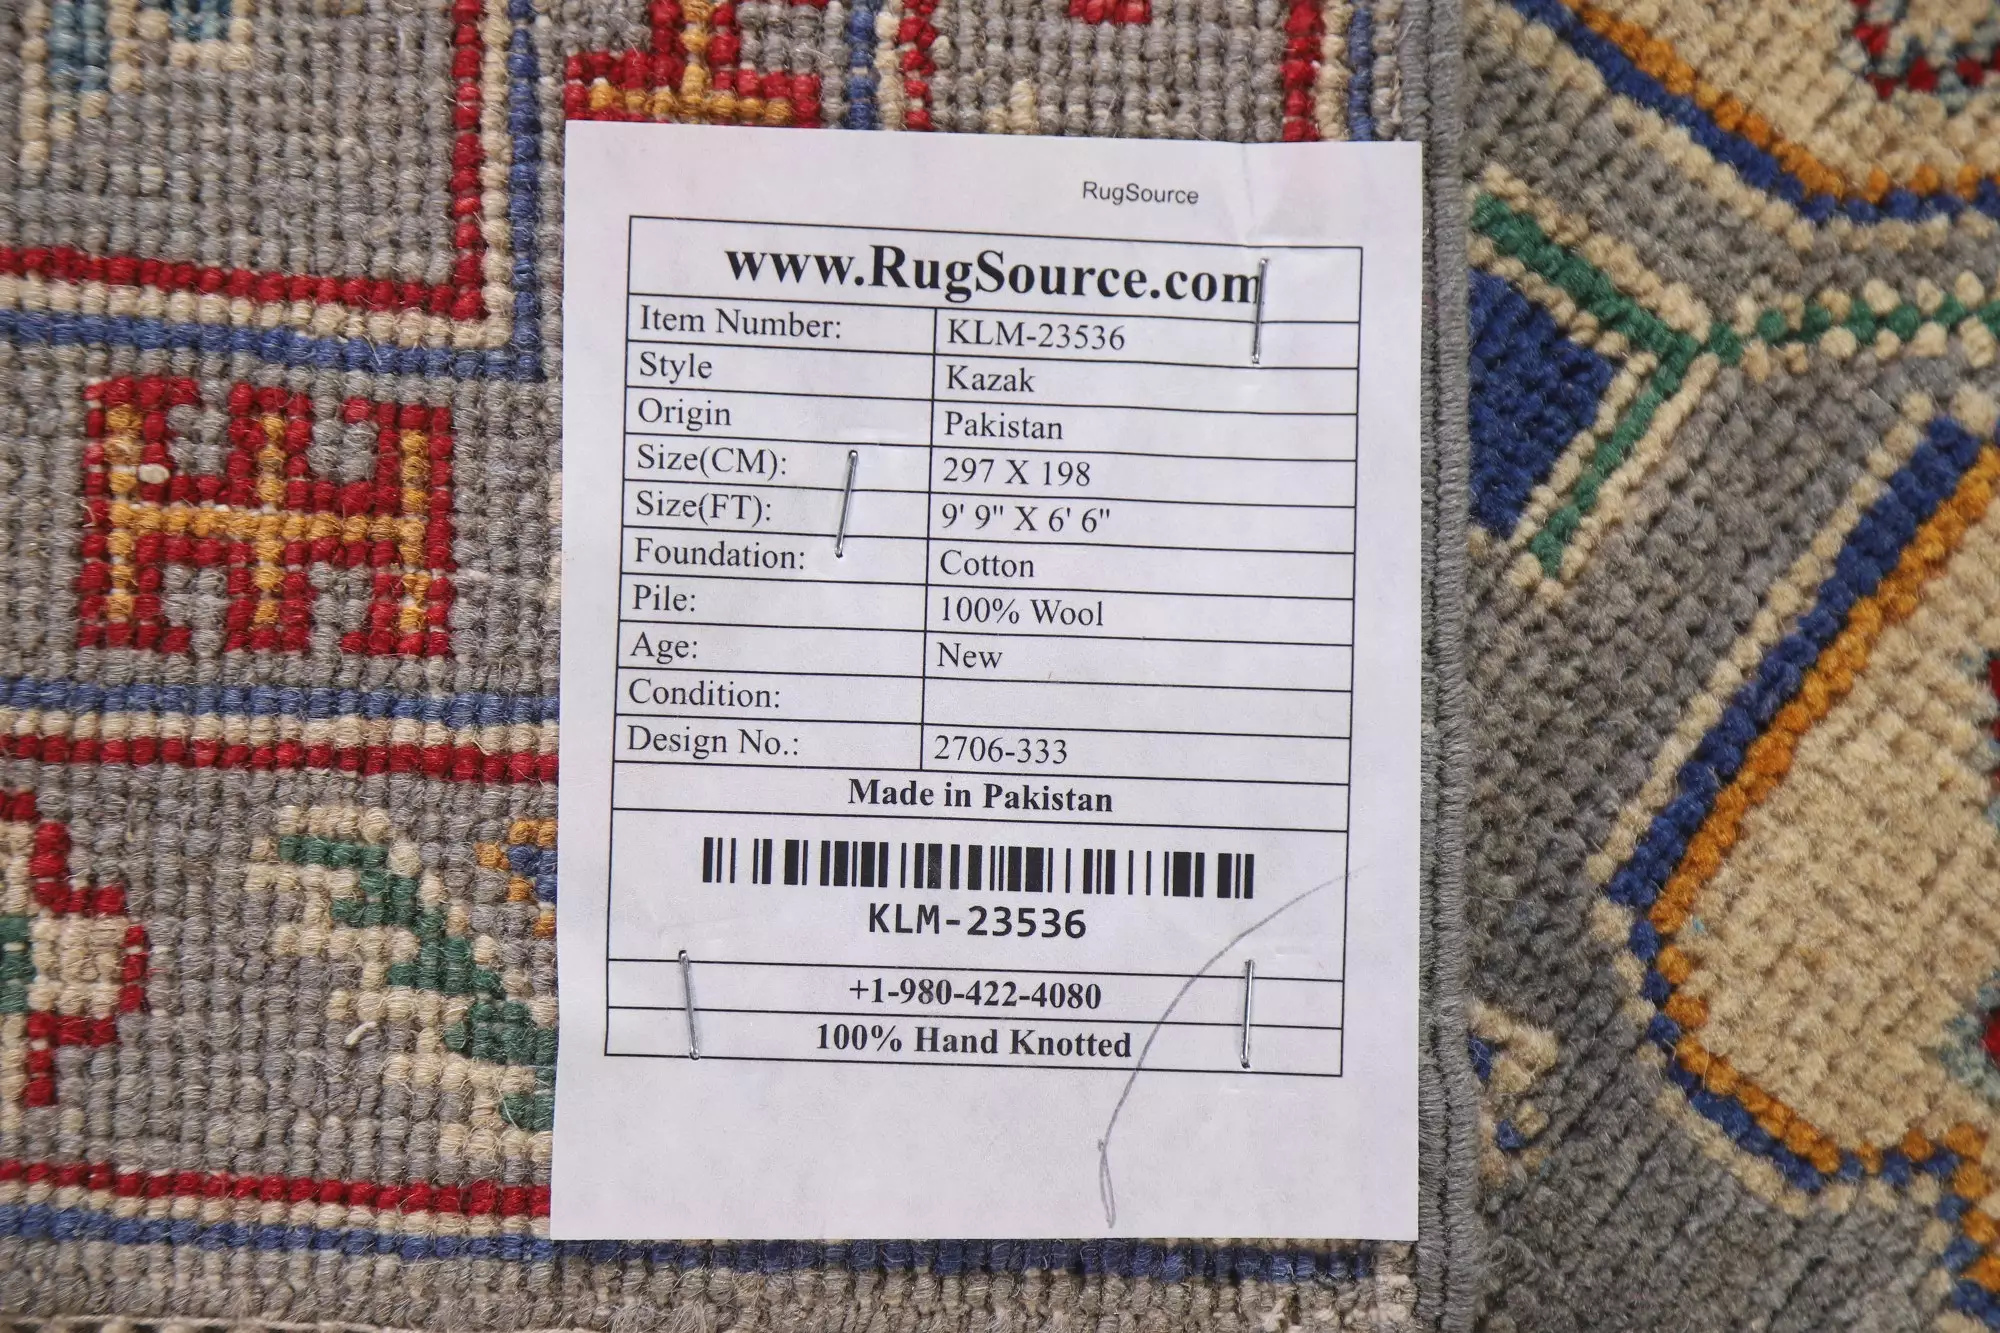 RugSource
www.RugSource.com
Item Number: KLM-23536
Style Kazak
Origin Pakistan
Size(CM): 297 X 198
Size(FT): 9' 9" X 6' 6"
Foundation: Cotton
Pile: 100% Wool
Age: New
Condition:
Design No.: 2706-333
Made in Pakistan
KLM-23536
+1-980-422-4080
100% Hand Knotted